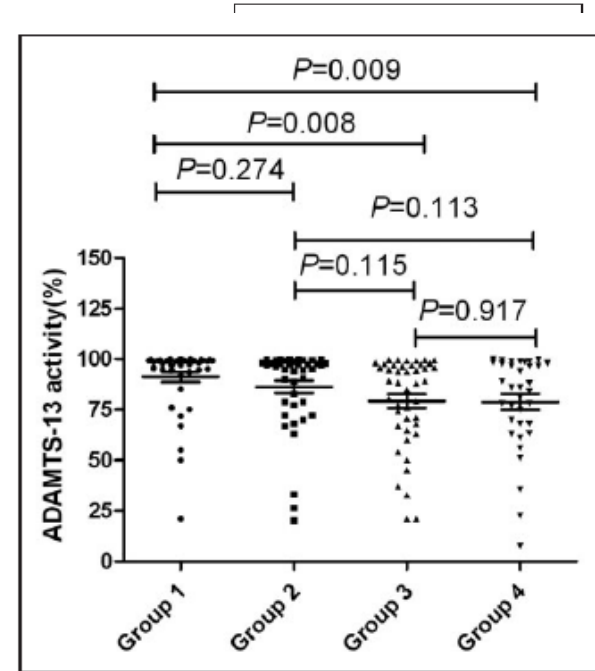 P=0.009
P=0.008
P=0.274
P=0.113
P=0.115
P=0.917
ADAMTS-13 activity(%)
150
125
100
75
50
25
0
Group 1
Group 2
Group 3
Group 4